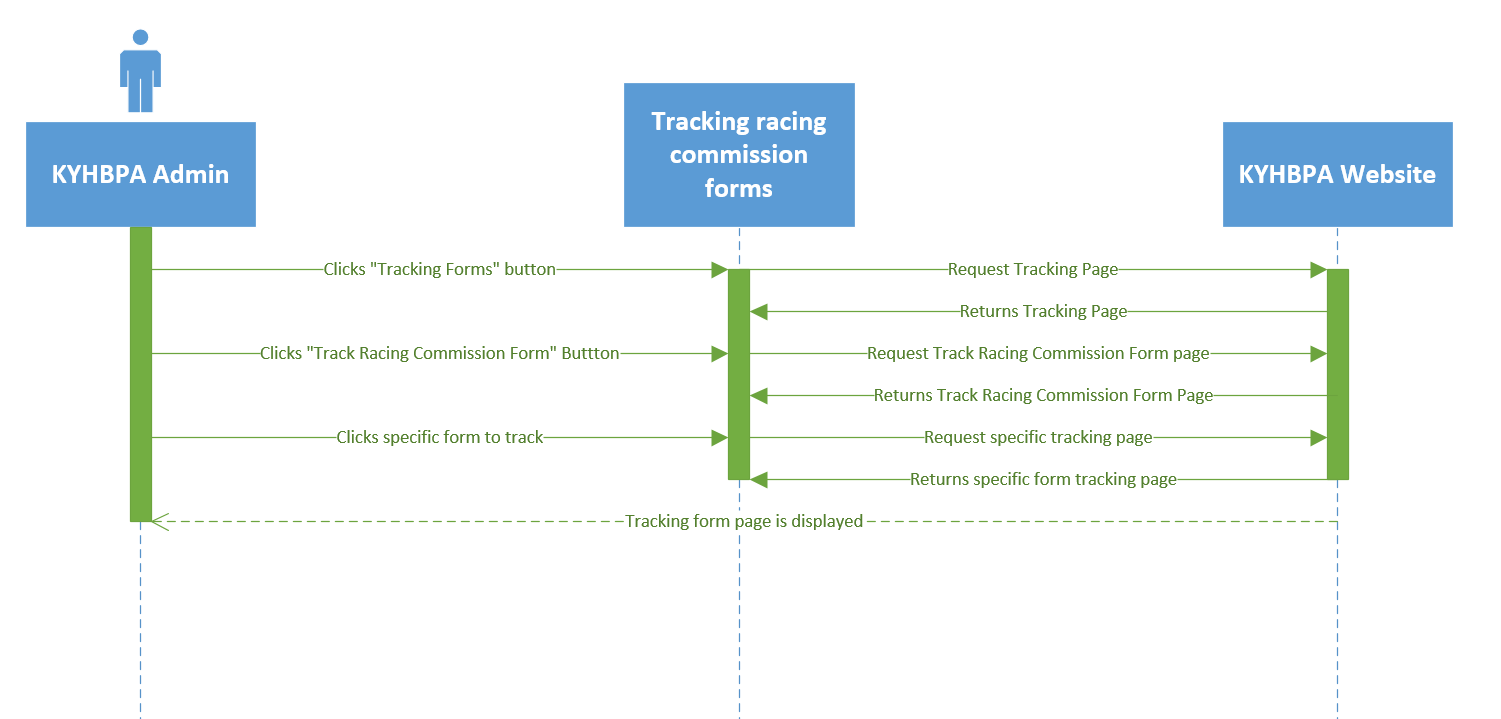 Tracking racing
commission
forms
KYHBPA Admin
KYHBPA Website
Clicks "Tracking Forms" button
Request Tracking Page
Returns Tracking Page
Clicks "Track Racing Commission Form" Buttton
Request Track Racing Commission Form page
Returns Track Racing Commission Form Page
Clicks specific form to track
Request specific tracking page
Returns specific form tracking page
Tracking form page is displayed